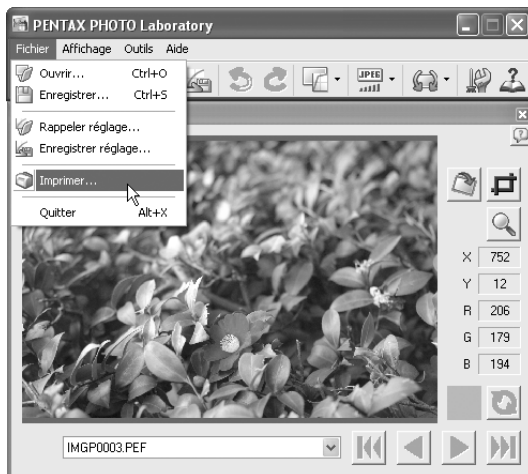 PENTAX PHOTO Laboratory
Fichier Affichage Outils Aide
Ouvrir... Ctrl+O
Enregistrer... Ctrl+S
Rappeler réglage...
Enregistrer réglage...
Imprimer...
Quitter Alt+X
JPEG
?
X 752
Y 12
R 206
G 179
B 194
IMGP0003.PEF